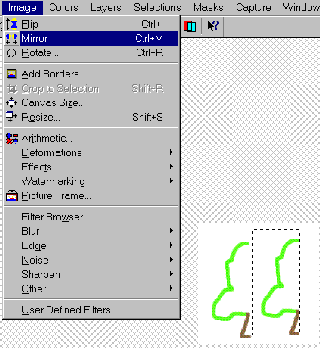 Image Colors Layers Selections Masks Capture Window
Flip Ctrl+I
Mirror Ctrl+M
Rotate... Ctrl+R
Add Borders...
Crop to Selection Shift+R
Canvas Size...
Resize... Shift+S
Arithmetic...
Deformations
Effects
Watermarking
Picture Frame...
Filter Browser...
Blur
Edge
Noise
Sharpen
Other
User Defined Filters...